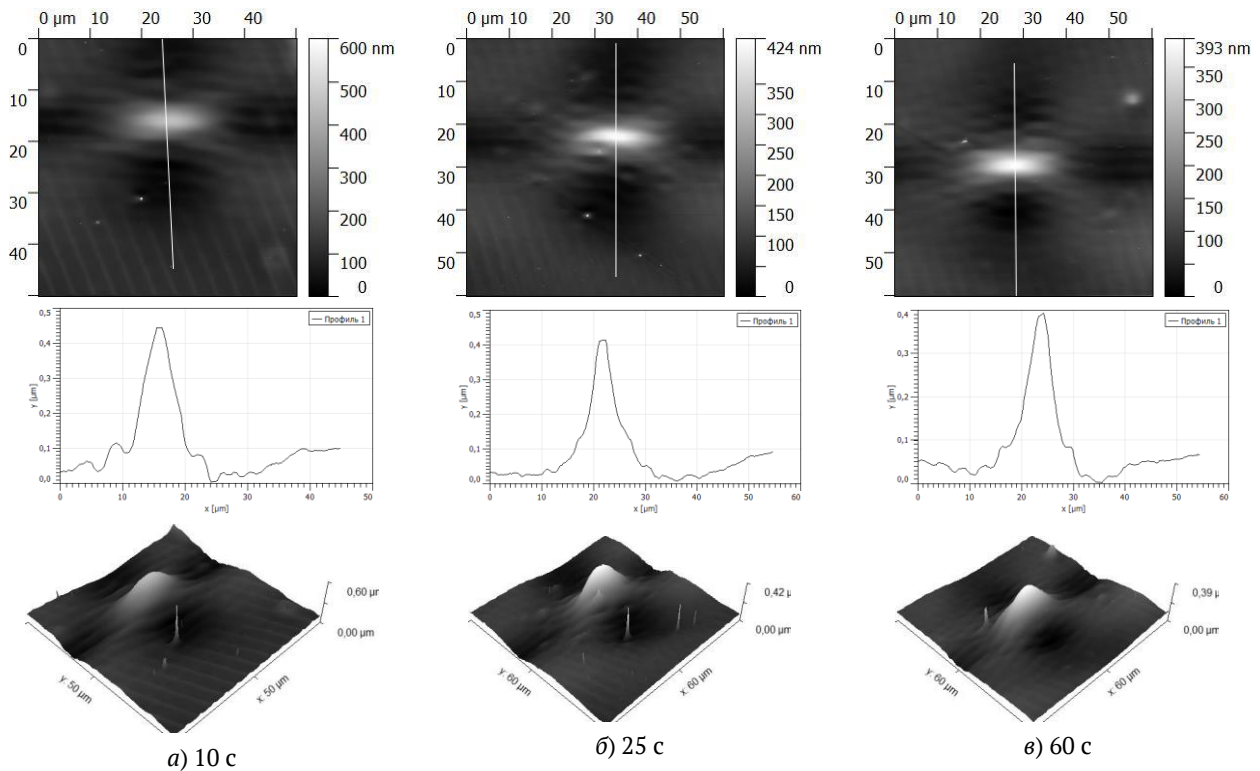 0 µm 10 20 30 40
0
10
20
30
40
600 nm
500
400
300
200
100
0
0 µm 10 20 30 50
0
10
20
30
40
50
424 nm
350
300
250
200
150
100
0
0 µm 10 20 30 50
0
10
20
30
40
50
393 nm
350
300
250
200
150
100
0
0,5
0,4
0,3
0,2
0,1
0,0
y [µm]
Профиль 1
0 10 20 30 40 50
x [µm]
0,5
0,4
0,3
0,2
0,1
0,0
y [µm]
Профиль 1
0 10 20 30 40 50 60
x [µm]
0,4
0,3
0,2
0,1
0,0
y [µm]
Профиль 1
0 10 20 30 40 50 60
x [µm]
0,60 µr
0,00 µm
y: 50 µm
x: 50 µm
0,42 µ
0,00 µm
y: 60 µm
x: 60 µm
0,39 µ
0,00 µm
y: 60 µm
x: 60 µm
а) 10 с
б) 25 с
в) 60 с